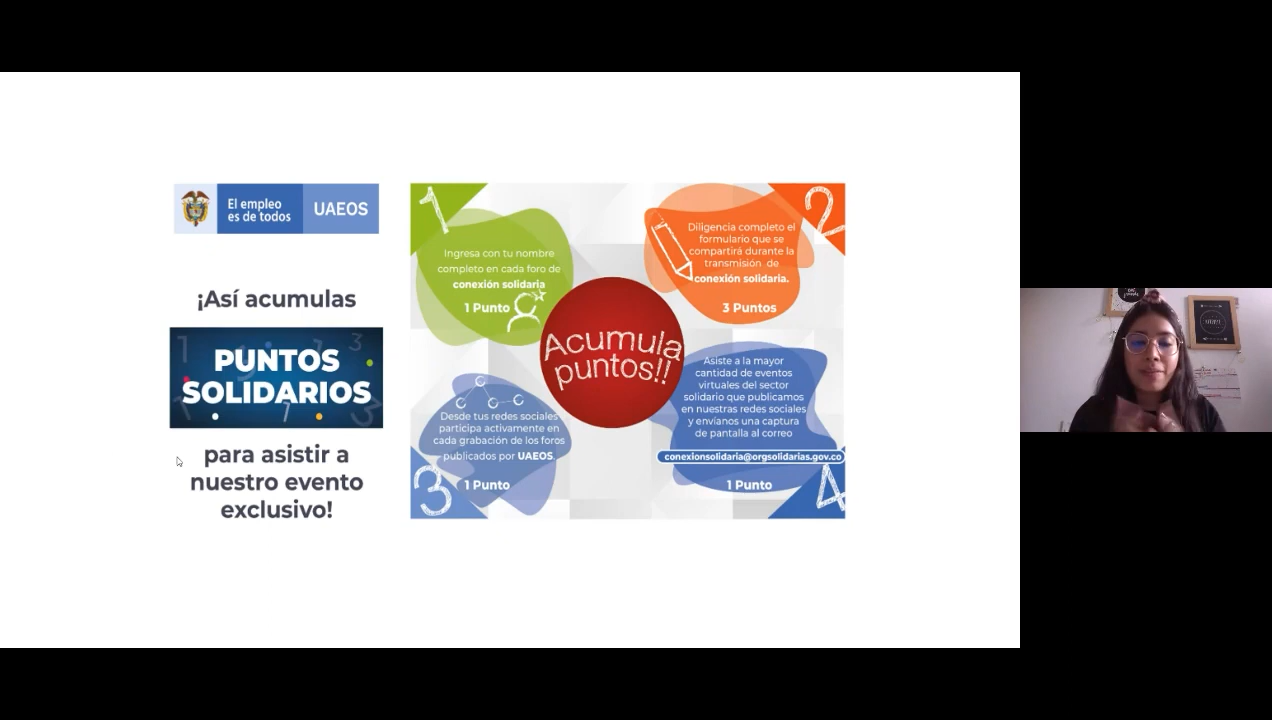 El empleo
es de todos
UAEOS
¡Así acumulas
PUNTOS
SOLIDARIOS
para asistir a
nuestro evento
exclusivo!
1
Ingresa con tu nombre
completo en cada foro de
conexión solidaria
1 Punto
2
Diligencia completo el
formulario que se
compartirá durante la
transmisión de
conexión solidaria.
3 Puntos
Acumula
puntos!!
Desde tus redes sociales
participa activamente en
cada grabación de los foros
publicados por UAEOS.
3
1 Punto
Asiste a la mayor
cantidad de eventos
virtuales del sector
solidario que publicamos
en nuestras redes sociales
y envíanos una captura
de pantalla al correo
conexionsolidaria@orgsolidarias.gov.co
1 Punto
4